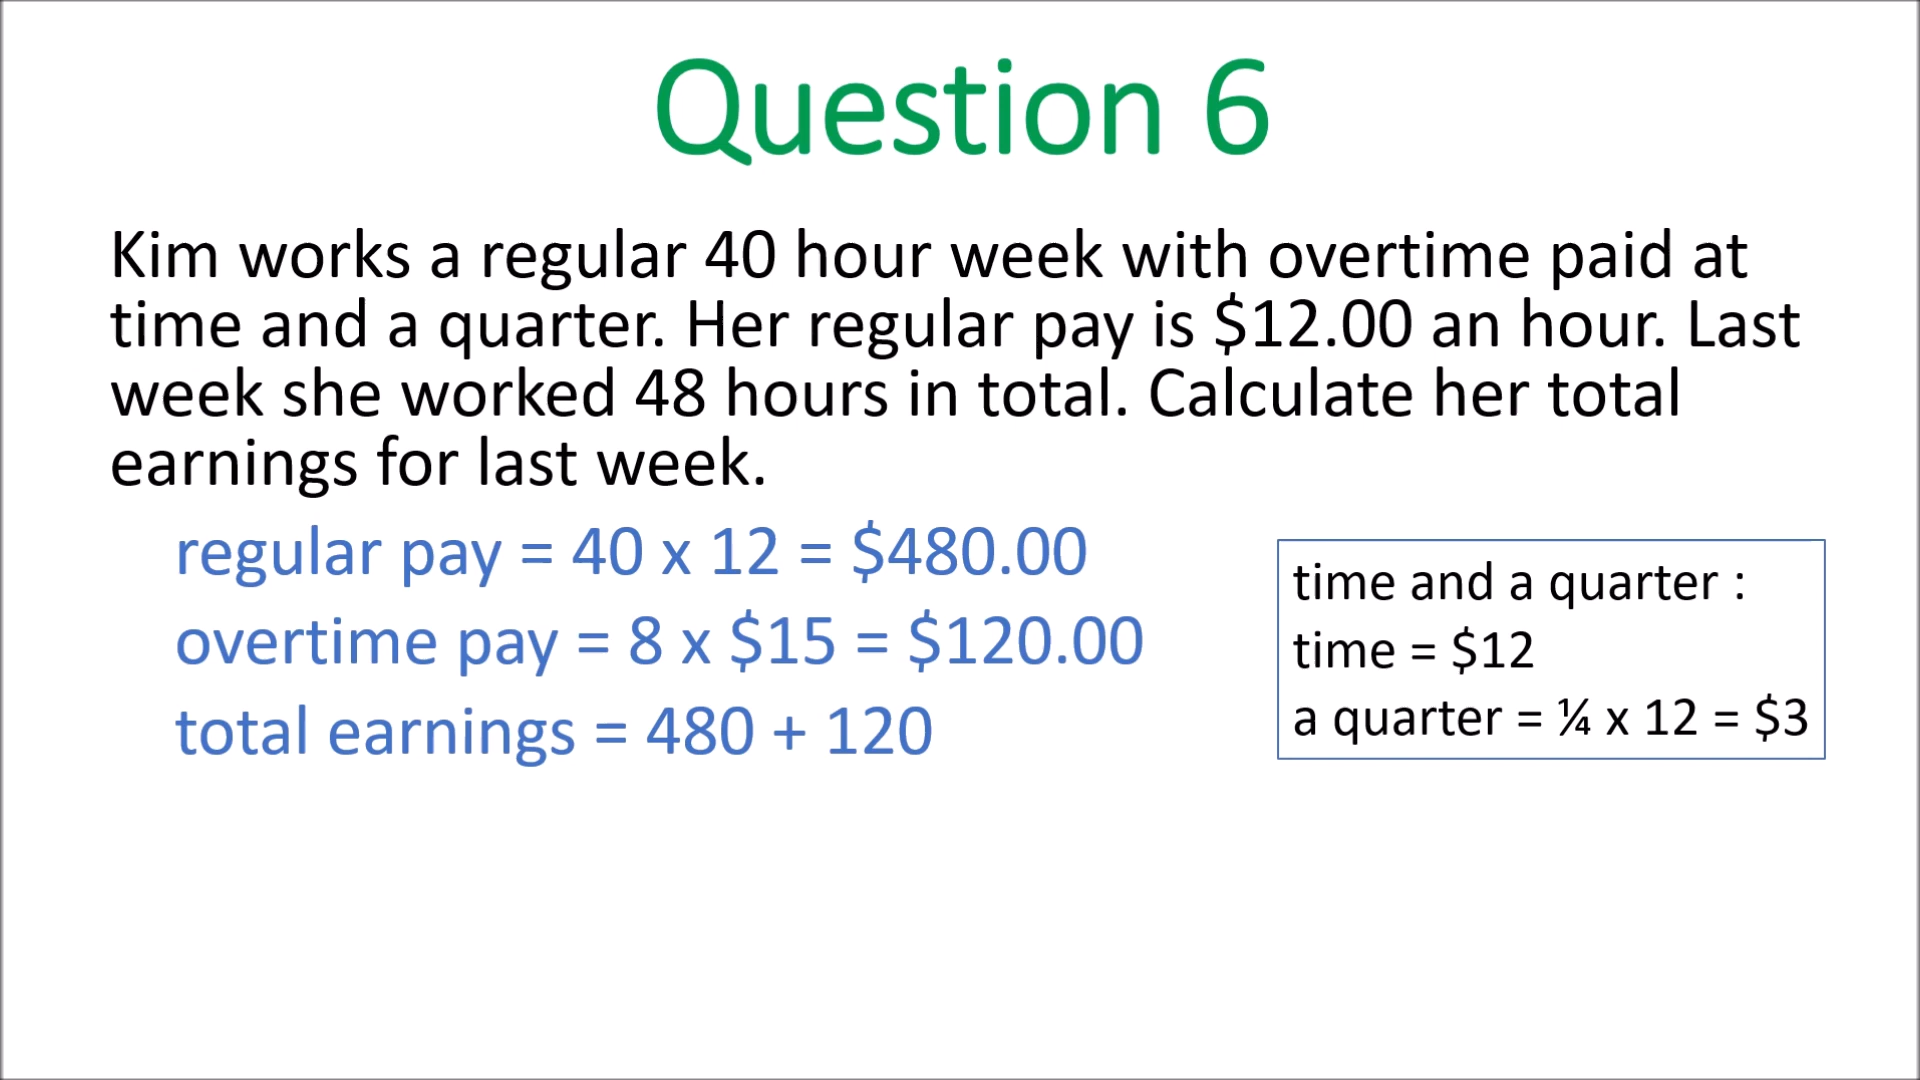 Question 6
Kim works a regular 40 hour week with overtime paid at
time and a quarter. Her regular pay is $12.00 an hour. Last
week she worked 48 hours in total. Calculate her total
earnings for last week.
regular pay = 40 x 12 = $480.00
overtime pay = 8 x $15 = $120.00
total earnings = 480 + 120
time and a quarter :
time = $12
a quarter = ¼ x 12 = $3